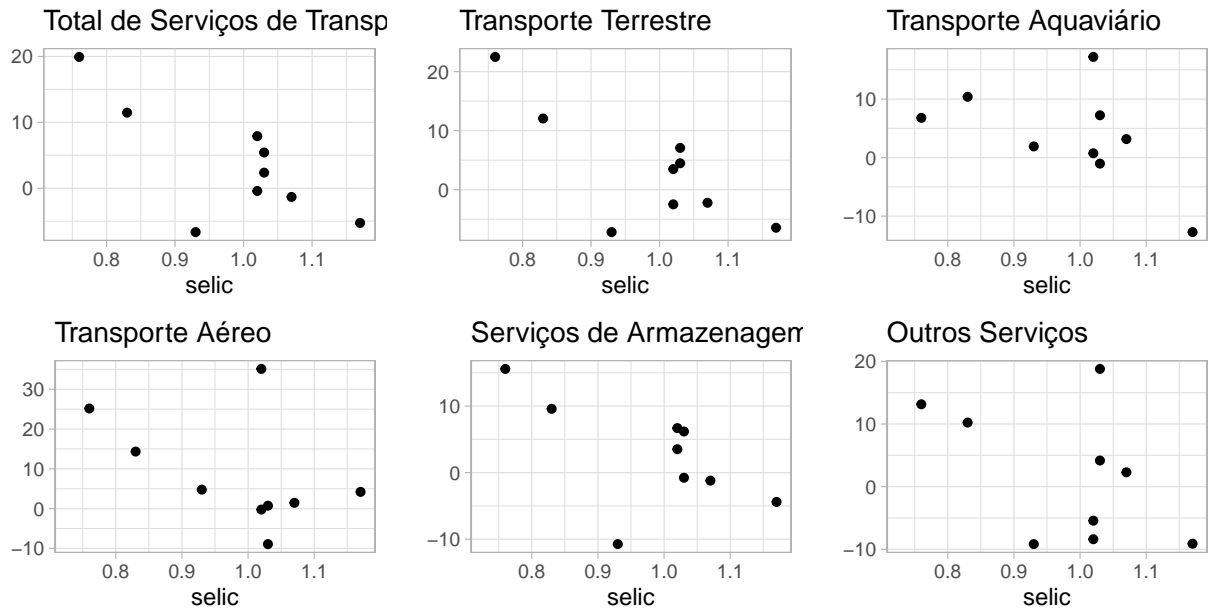 Total de Serviços de Transp
20
10
0
0.8 0.9 1.0 1.1
selic
Transporte Terrestre
20
10
0
0.8 0.9 1.0 1.1
selic
Transporte Aquaviário
10
0
−10
0.8 0.9 1.0 1.1
selic
Transporte Aéreo
30
20
10
0
−10
0.8 0.9 1.0 1.1
selic
Serviços de Armazenagem
10
0
−10
0.8 0.9 1.0 1.1
selic
Outros Serviços
20
10
0
−10
0.8 0.9 1.0 1.1
selic